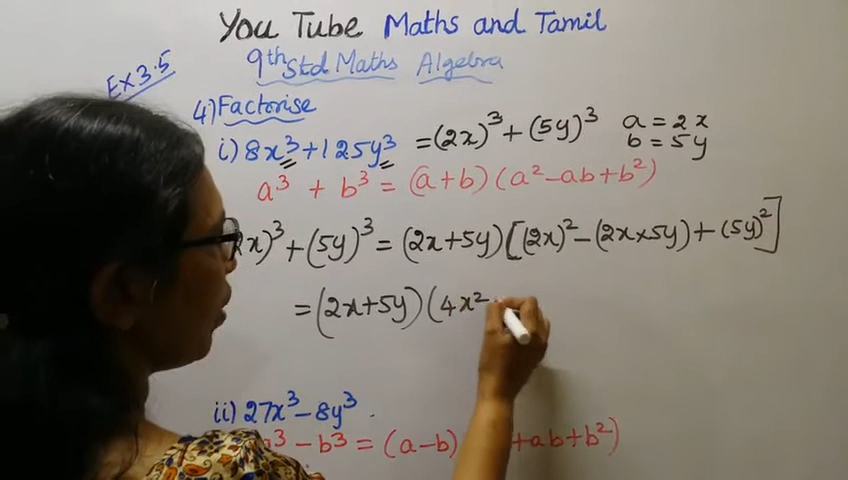 You Tube Maths and Tamil
9th Std Maths Algebra
Ex 3.5
4) Factorise
i) 8x³+125y³ = (2x)³ + (5y)³ a = 2x
b = 5y
a³ + b³ = (a+b) (a²-ab+b²)
2x)³ + (5y)³ = (2x+5y) [(2x)² - (2x×5y) + (5y)²]
= (2x+5y) (4x²
ii) 27x³ - 8y³
a³ - b³ = (a-b) +ab+b²)